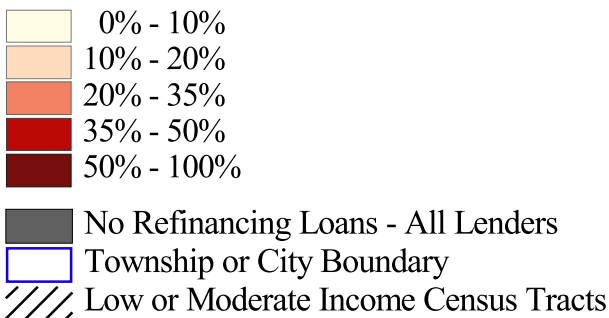 0% - 10%
10% - 20%
20% - 35%
35% - 50%
50% - 100%
No Refinancing Loans - All Lenders
Township or City Boundary
Low or Moderate Income Census Tracts